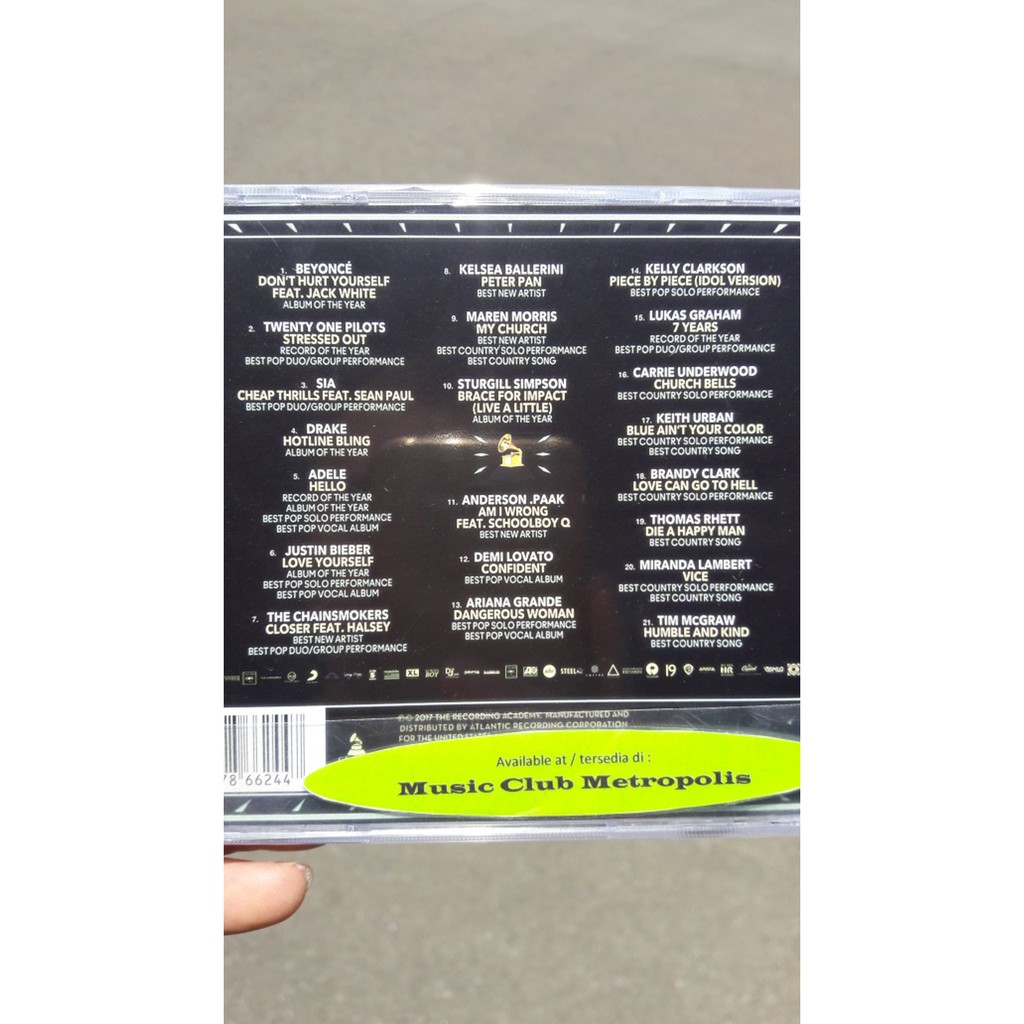 1. BEYONCÉ
DON'T HURT YOURSELF
FEAT. JACK WHITE
ALBUM OF THE YEAR
2. TWENTY ONE PILOTS
STRESSED OUT
RECORD OF THE YEAR
BEST POP DUO/GROUP PERFORMANCE
3. SIA
CHEAP THRILLS FEAT. SEAN PAUL
BEST POP DUO/GROUP PERFORMANCE
4. DRAKE
HOTLINE BLING
ALBUM OF THE YEAR
5. ADELE
HELLO
RECORD OF THE YEAR
ALBUM OF THE YEAR
BEST POP SOLO PERFORMANCE
BEST POP VOCAL ALBUM
6. JUSTIN BIEBER
LOVE YOURSELF
ALBUM OF THE YEAR
BEST POP SOLO PERFORMANCE
BEST POP VOCAL ALBUM
7. THE CHAINSMOKERS
CLOSER FEAT. HALSEY
BEST NEW ARTIST
BEST POP DUO/GROUP PERFORMANCE
8. KELSEA BALLERINI
PETER PAN
BEST NEW ARTIST
9. MAREN MORRIS
MY CHURCH
BEST NEW ARTIST
BEST COUNTRY SOLO PERFORMANCE
BEST COUNTRY SONG
10. STURGILL SIMPSON
BRACE FOR IMPACT
(LIVE A LITTLE)
ALBUM OF THE YEAR
11. ANDERSON .PAAK
AM I WRONG
FEAT. SCHOOLBOY Q
BEST NEW ARTIST
12. DEMI LOVATO
CONFIDENT
BEST POP VOCAL ALBUM
13. ARIANA GRANDE
DANGEROUS WOMAN
BEST POP SOLO PERFORMANCE
BEST POP VOCAL ALBUM
14. KELLY CLARKSON
PIECE BY PIECE (IDOL VERSION)
BEST POP SOLO PERFORMANCE
15. LUKAS GRAHAM
7 YEARS
RECORD OF THE YEAR
BEST POP DUO/GROUP PERFORMANCE
16. CARRIE UNDERWOOD
CHURCH BELLS
BEST COUNTRY SOLO PERFORMANCE
17. KEITH URBAN
BLUE AIN'T YOUR COLOR
BEST COUNTRY SOLO PERFORMANCE
BEST COUNTRY SONG
18. BRANDY CLARK
LOVE CAN GO TO HELL
BEST COUNTRY SOLO PERFORMANCE
19. THOMAS RHETT
DIE A HAPPY MAN
BEST COUNTRY SONG
20. MIRANDA LAMBERT
VICE
BEST COUNTRY SOLO PERFORMANCE
BEST COUNTRY SONG
21. TIM McGRAW
HUMBLE AND KIND
BEST COUNTRY SONG
XL STEEL 19
℗© 2017 THE RECORDING ACADEMY. MANUFACTURED AND
DISTRIBUTED BY ATLANTIC RECORDING CORPORATION
FOR THE UNITED
78 66244
Available at / tersedia di :
Music Club Metropolis